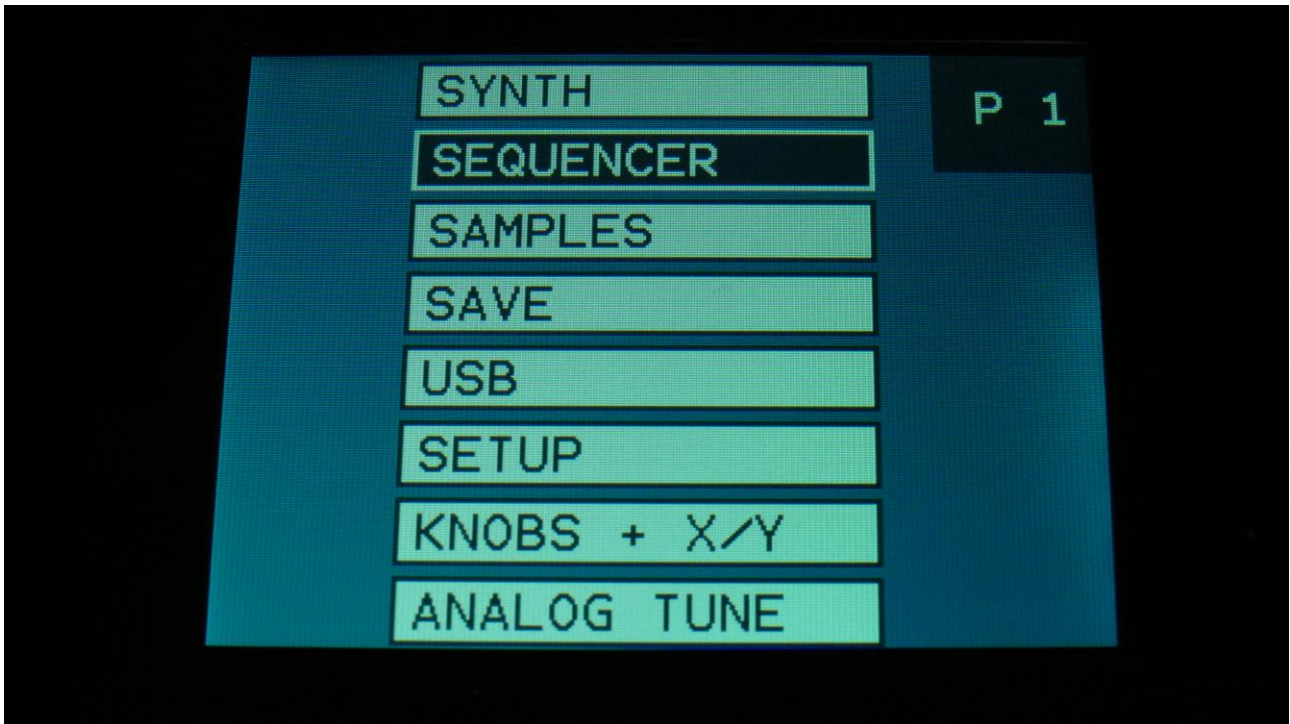 SYNTH
P 1
SEQUENCER
SAMPLES
SAVE
USB
SETUP
KNOBS + X/Y
ANALOG TUNE